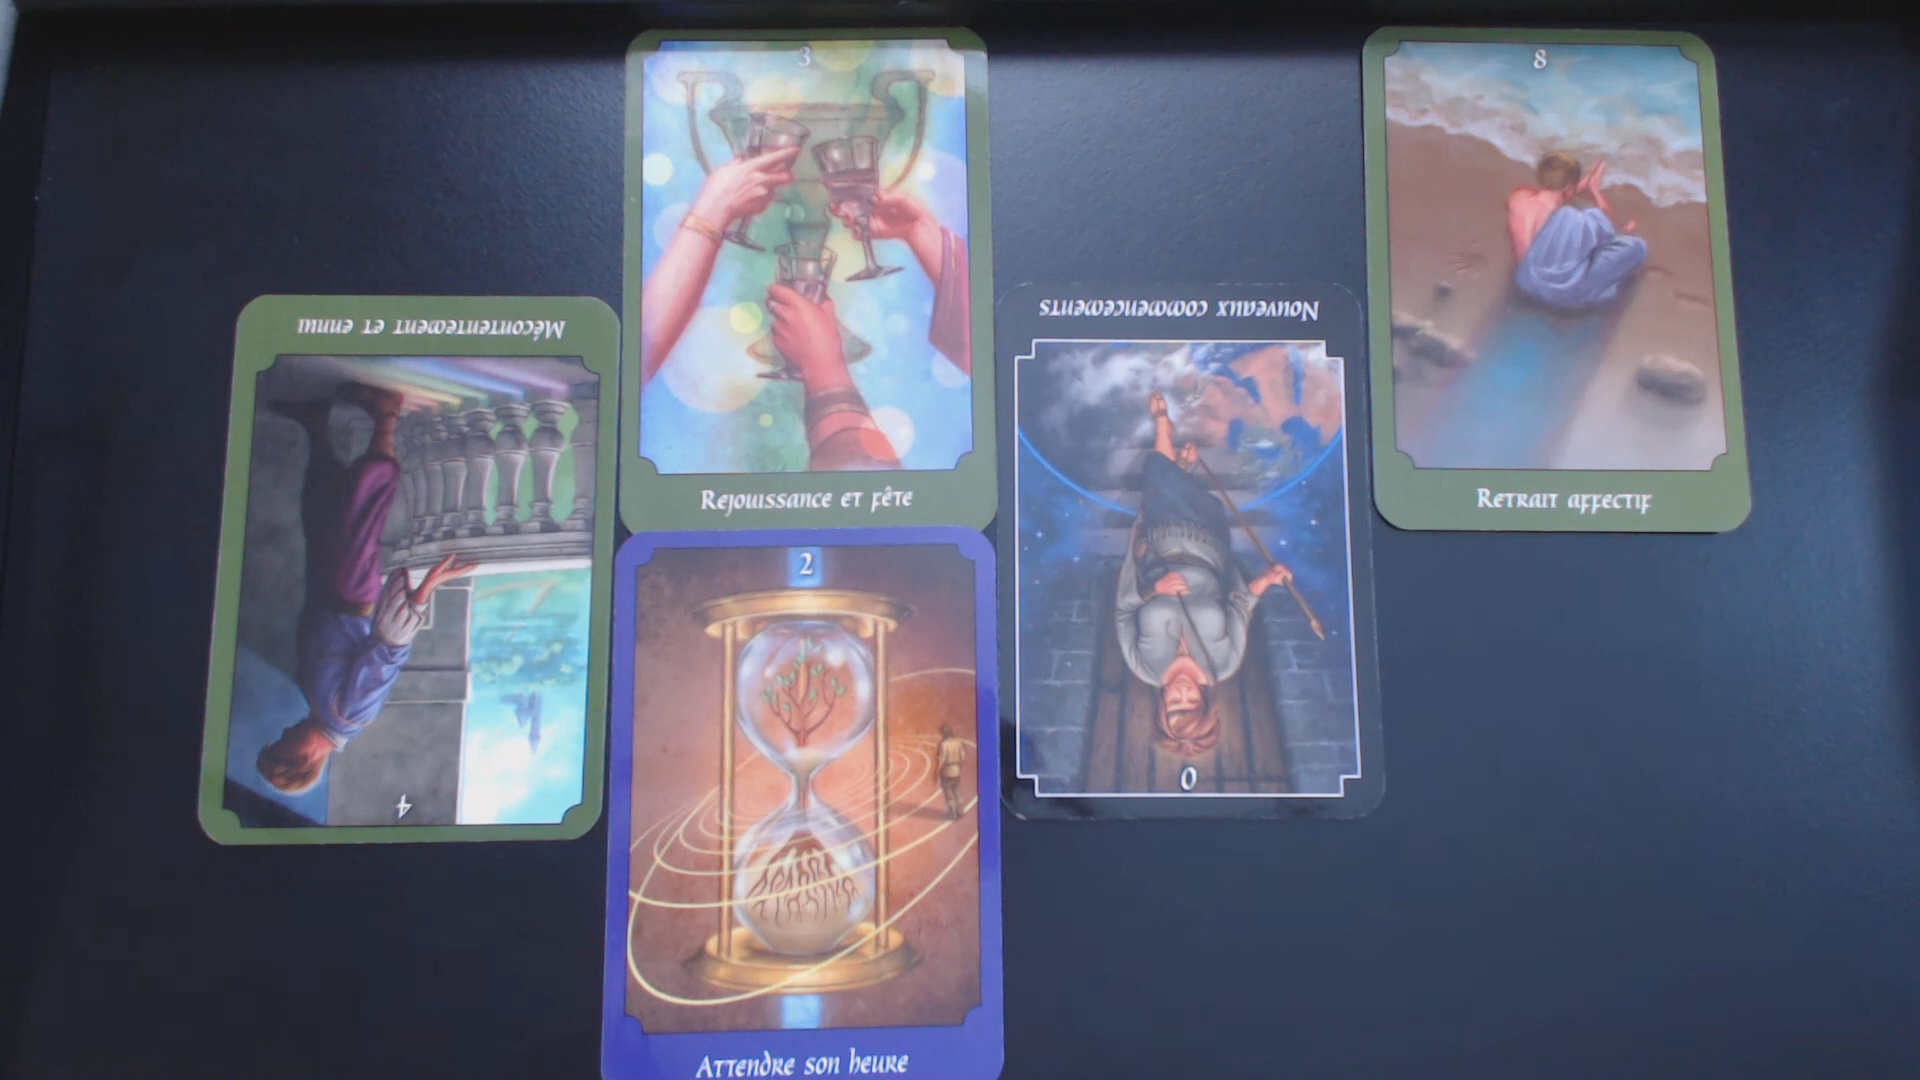 3
8
Mécontentement et ennui
Nouveaux commencements
Rejouissance et fête
Retrait affectif
2
0
4
Attendre son heure